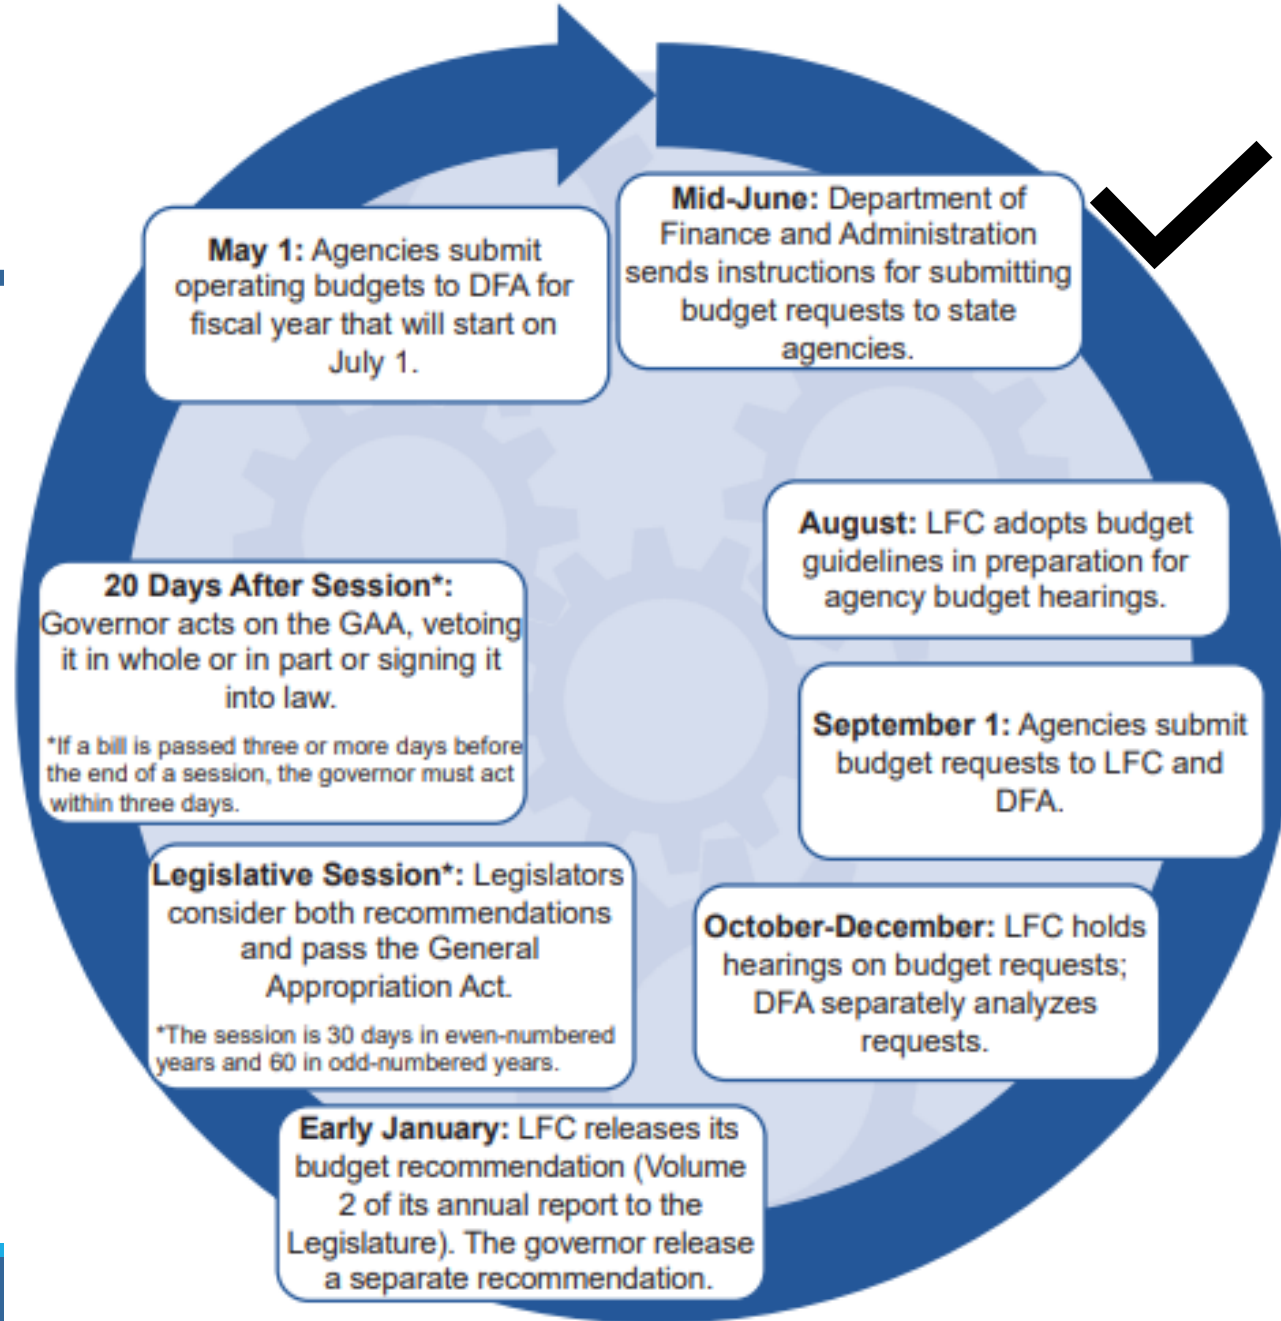 Mid-June: Department of
Finance and Administration
sends instructions for submitting
budget requests to state
agencies.
August: LFC adopts budget
guidelines in preparation for
agency budget hearings.
September 1: Agencies submit
budget requests to LFC and
DFA.
October-December: LFC holds
hearings on budget requests;
DFA separately analyzes
requests.
Early January: LFC releases its
budget recommendation (Volume
2 of its annual report to the
Legislature). The governor release
a separate recommendation.
Legislative Session*: Legislators
consider both recommendations
and pass the General
Appropriation Act.
*The session is 30 days in even-numbered
years and 60 in odd-numbered years.
20 Days After Session*:
Governor acts on the GAA, vetoing
it in whole or in part or signing it
into law.
*If a bill is passed three or more days before
the end of a session, the governor must act
within three days.
May 1: Agencies submit
operating budgets to DFA for
fiscal year that will start on
July 1.